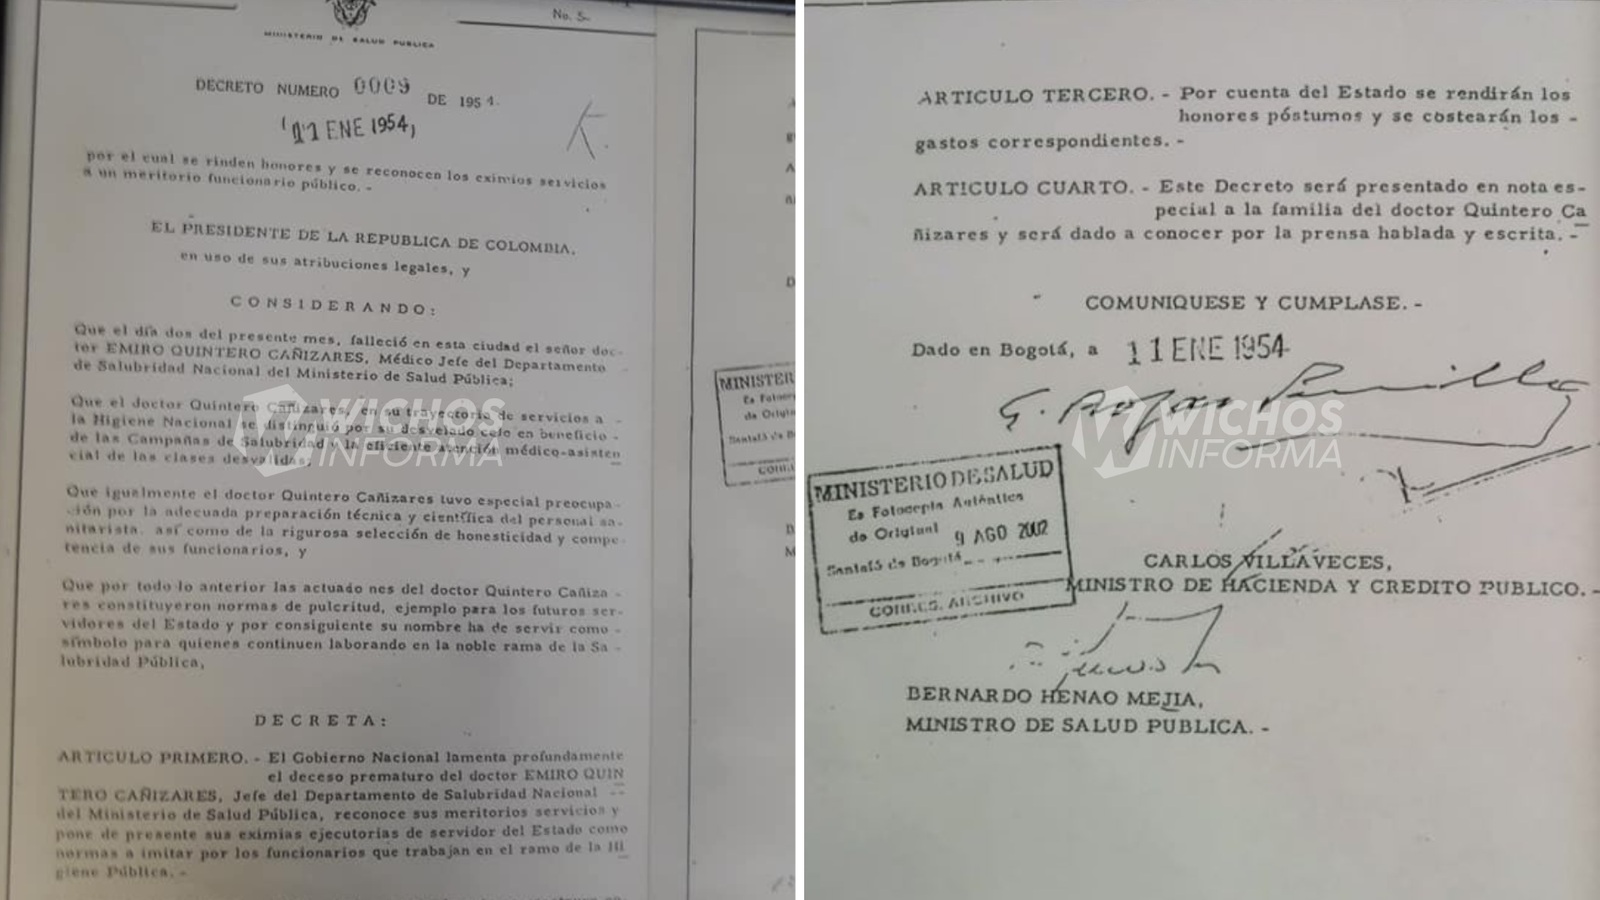 No. 5-
MINISTERIO DE SALUD PUBLICA
DECRETO NUMERO 0009 DE 1954.
11 ENE 1954
por el cual se rinden honores y se reconocen los eximios servicios
a un meritorio funcionario público. -
EL PRESIDENTE DE LA REPUBLICA DE COLOMBIA,
en uso de sus atribuciones legales, y
CONSIDERANDO:
Que el día dos del presente mes, falleció en esta ciudad el señor doc-
tor EMIRO QUINTERO CAÑIZARES, Médico Jefe del Departamento
de Salubridad Nacional del Ministerio de Salud Pública;
Que el doctor Quintero Cañizares, en su trayectoria de servicios a -
la Higiene Nacional se distinguió por su desvelado celo en beneficio -
de las Campañas de Salubridad y la eficiente atención médico-asisten
cial de las clases desvalidas,
Que igualmente el doctor Quintero Cañizares tuvo especial preocupa-
ción por la adecuada preparación técnica y científica del personal sa-
nitarista. así como de la rigurosa selección de honesticidad y compe-
tencia de sus funcionarios, y
Que por todo lo anterior las actuado nes del doctor Quintero Cañiza -
res constituyeron normas de pulcritud, ejemplo para los futuros ser-
vidores del Estado y por consiguiente su nombre ha de servir como -
símbolo para quienes continuen laborando en la noble rama de la Sa -
lubridad Pública,
DECRETA:
ARTICULO PRIMERO. - El Gobierno Nacional lamenta profundamente
el deceso prematuro del doctor EMIRO QUIN
TERO CAÑIZARES, Jefe del Departamento de Salubridad Nacional --
del Ministerio de Salud Pública, reconoce sus meritorios servicios y
pone de presente sus eximias ejecutorias de servidor del Estado como
normas a imitar por los funcionarios que trabajan en el ramo de la Hi
giene Pública. -
MINISTER
Es Foto
de Origi
Santafé de B
CORRES.
WICHOS
INFORMA
ARTICULO TERCERO. - Por cuenta del Estado se rendirán los
honores póstumos y se costearán los -
gastos correspondientes. -
ARTICULO CUARTO. - Este Decreto será presentado en nota es-
pecial a la familia del doctor Quintero Ca
ñizares y será dado a conocer por la prensa hablada y escrita. -
COMUNIQUESE Y CUMPLASE. -
Dado en Bogotá, a 11 ENE 1954
G. Rojas Pinilla
WICHOS
INFORMA
MINISTERIO DE SALUD
Es Fotocopia Auténtica
de Original 9 AGO 2002
Santafé de Bogotá
CORRES. ARCHIVO
CARLOS VILLAVECES,
MINISTRO DE HACIENDA Y CREDITO PUBLICO. -
BERNARDO HENAO MEJIA,
MINISTRO DE SALUD PUBLICA. -